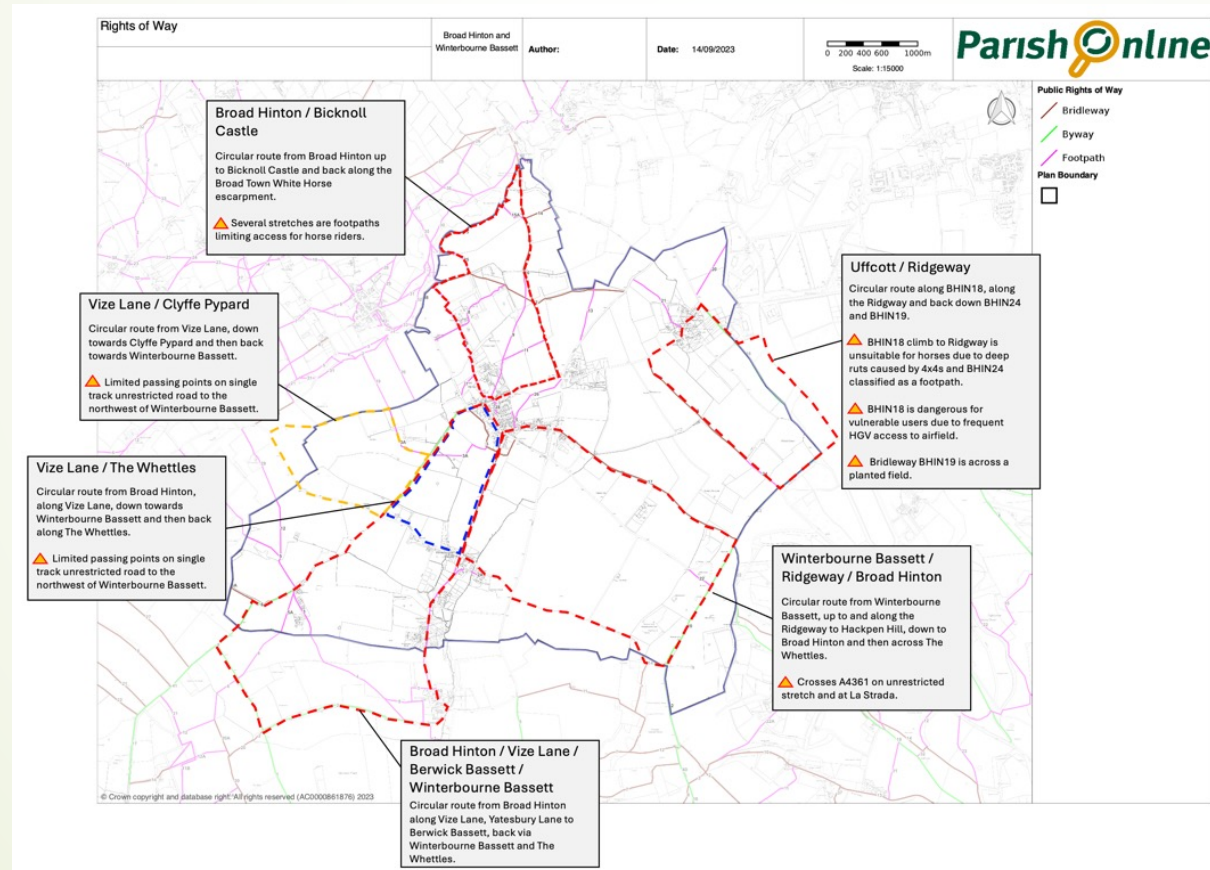 Rights of Way
Broad Hinton and
Winterbourne Bassett
Author:
Date: 14/09/2023
0 200 400 600 1000m
Scale: 1:15000
Parish Online
Public Rights of Way
Bridleway
Byway
Footpath
Plan Boundary
Broad Hinton / Bicknoll
Castle
Circular route from Broad Hinton up
to Bicknoll Castle and back along the
Broad Town White Horse
escarpment.
Several stretches are footpaths
limiting access for horse riders.
Vize Lane / Clyffe Pypard
Circular route from Vize Lane, down
towards Clyffe Pypard and then back
towards Winterbourne Bassett.
Limited passing points on single
track unrestricted road to the
northwest of Winterbourne Bassett.
Vize Lane / The Whettles
Circular route from Broad Hinton,
along Vize Lane, down towards
Winterbourne Bassett and then back
along The Whettles.
Limited passing points on single
track unrestricted road to the
northwest of Winterbourne Bassett.
Uffcott / Ridgeway
Circular route along BHIN18, along
the Ridgway and back down BHIN24
and BHIN19.
BHIN18 climb to Ridgway is
unsuitable for horses due to deep
ruts caused by 4x4s and BHIN24
classified as a footpath.
BHIN18 is dangerous for
vulnerable users due to frequent
HGV access to airfield.
Bridleway BHIN19 is across a
planted field.
Winterbourne Bassett /
Ridgeway / Broad Hinton
Circular route from Winterbourne
Bassett, up to and along the
Ridgeway to Hackpen Hill, down to
Broad Hinton and then across The
Whettles.
Crosses A4361 on unrestricted
stretch and at La Strada.
Broad Hinton / Vize Lane /
Berwick Bassett /
Winterbourne Bassett
Circular route from Broad Hinton
along Vize Lane, Yatesbury Lane to
Berwick Bassett, back via
Winterbourne Bassett and The
Whettles.
© Crown copyright and database right. All rights reserved (AC0000861876) 2023